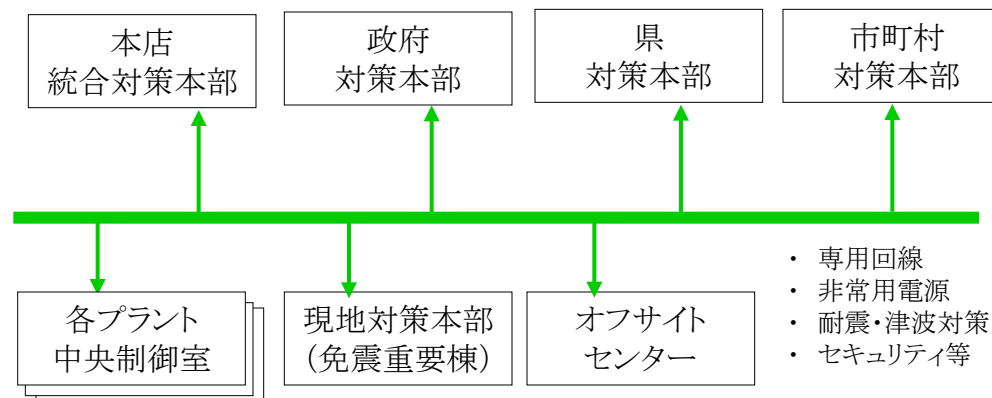 本店
統合対策本部
政府
対策本部
県
対策本部
市町村
対策本部
各プラント
中央制御室
現地対策本部
(免震重要棟)
オフサイト
センター
・ 専用回線
・ 非常用電源
・ 耐震・津波対策
・ セキュリティ等